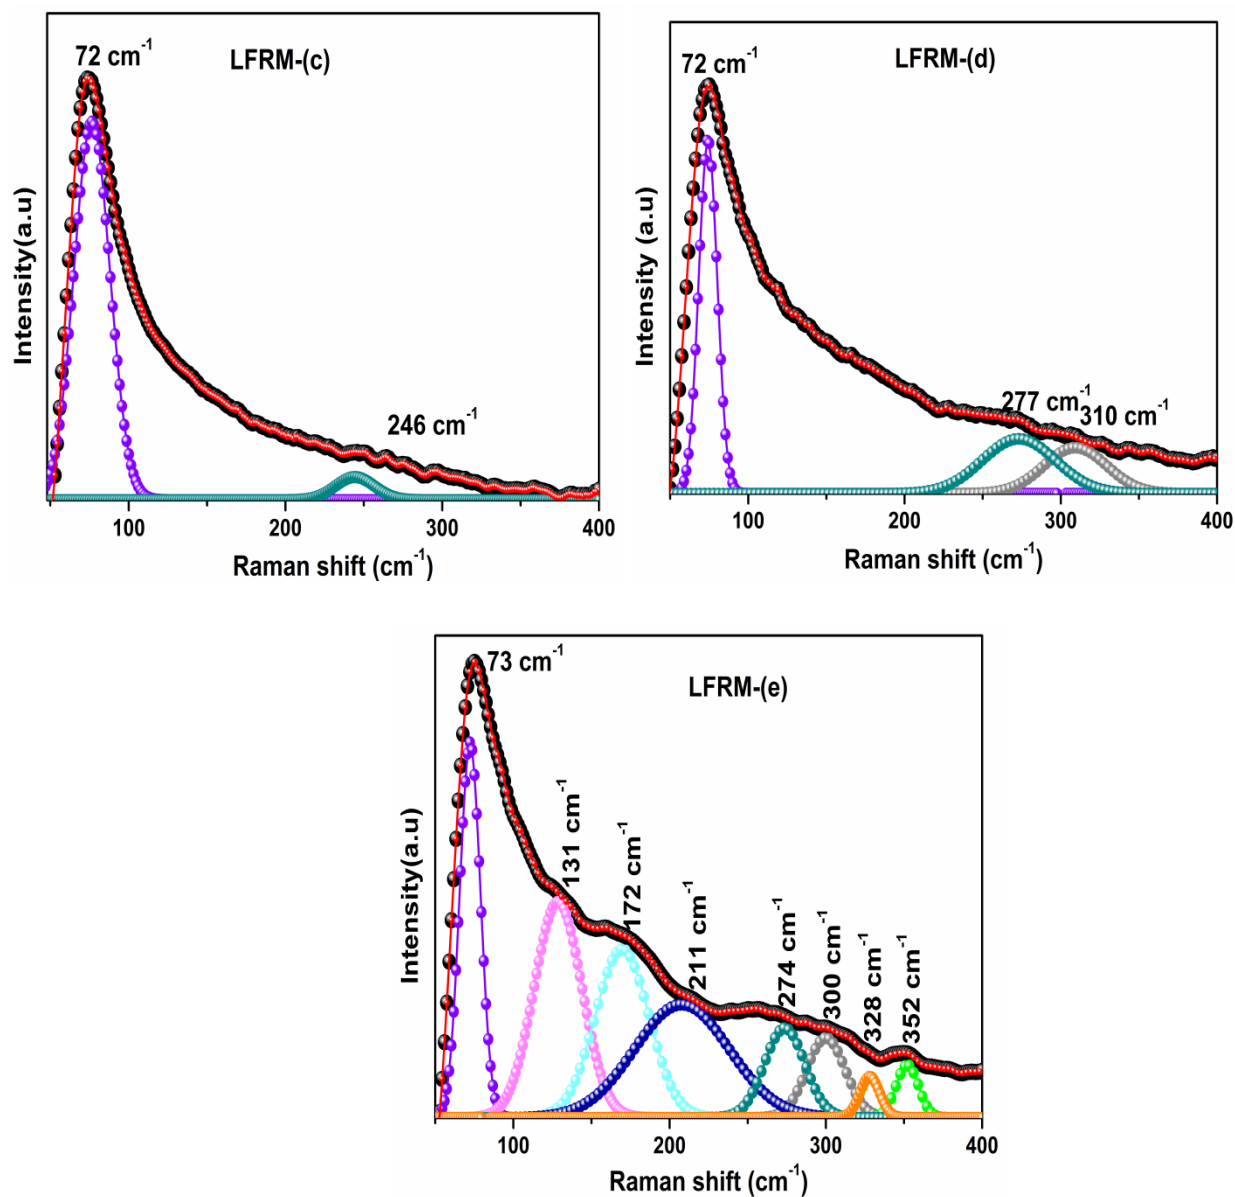 72 cm⁻¹
LFRM-(c)
246 cm⁻¹
Intensity(a.u)
100
200
300
400
Raman shift (cm⁻¹)
72 cm⁻¹
LFRM-(d)
277 cm⁻¹
310 cm⁻¹
Intensity (a.u)
100
200
300
400
Raman shift (cm⁻¹)
73 cm⁻¹
LFRM-(e)
131 cm⁻¹
172 cm⁻¹
211 cm⁻¹
274 cm⁻¹
300 cm⁻¹
328 cm⁻¹
352 cm⁻¹
Intensity(a.u)
100
200
300
400
Raman shift (cm⁻¹)